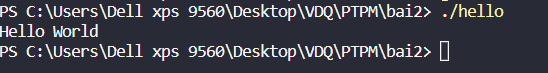 PS C:\Users\Dell xps 9560\Desktop\VDQ\PTPM\bai2> ./hello
Hello World
PS C:\Users\Dell xps 9560\Desktop\VDQ\PTPM\bai2>